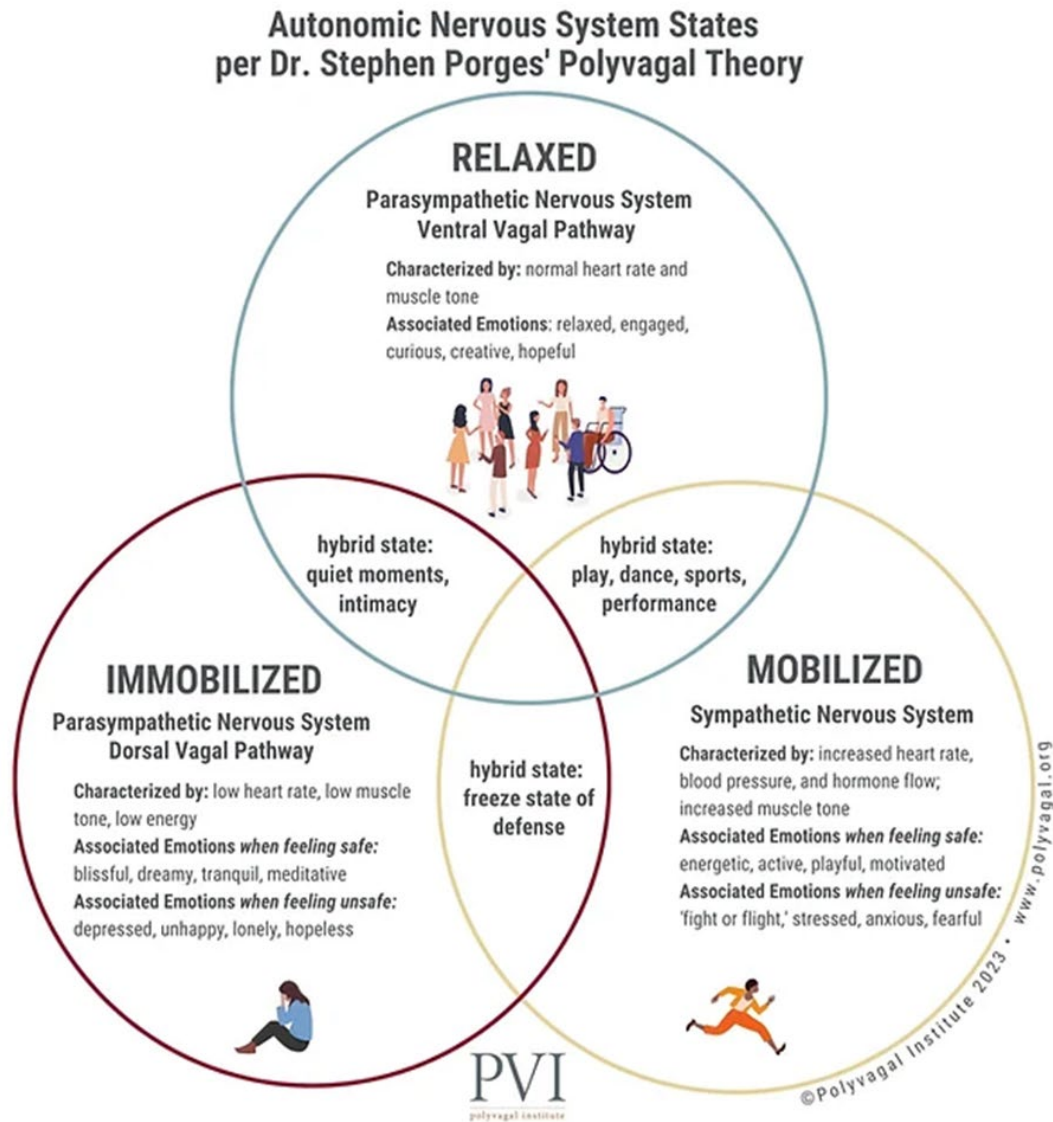 Autonomic Nervous System States
per Dr. Stephen Porges' Polyvagal Theory
RELAXED
Parasympathetic Nervous System
Ventral Vagal Pathway
Characterized by: normal heart rate and
muscle tone
Associated Emotions: relaxed, engaged,
curious, creative, hopeful
hybrid state:
quiet moments,
intimacy
hybrid state:
play, dance, sports,
performance
IMMOBILIZED
Parasympathetic Nervous System
Dorsal Vagal Pathway
Characterized by: low heart rate, low muscle
tone, low energy
Associated Emotions when feeling safe:
blissful, dreamy, tranquil, meditative
Associated Emotions when feeling unsafe:
depressed, unhappy, lonely, hopeless
hybrid state:
freeze state of
defense
MOBILIZED
Sympathetic Nervous System
Characterized by: increased heart rate,
blood pressure, and hormone flow;
increased muscle tone
Associated Emotions when feeling safe:
energetic, active, playful, motivated
Associated Emotions when feeling unsafe:
'fight or flight,' stressed, anxious, fearful
©Polyvagal Institute 2023 • www.polyvagal.org
PVI
polyvagal institute